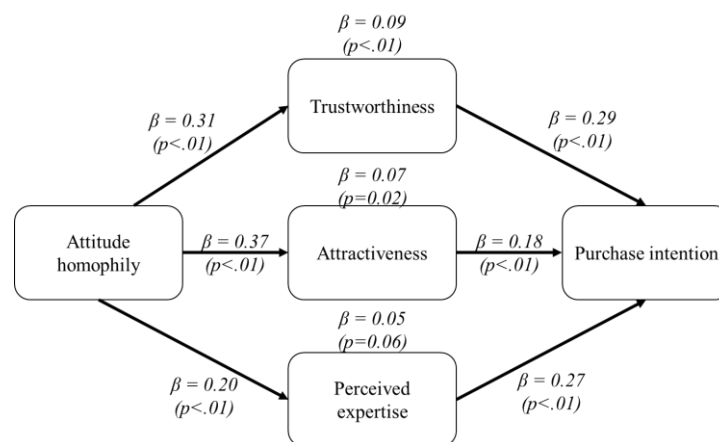 β = 0.09
(p<.01)
Trustworthiness
β = 0.31
(p<.01)
β = 0.29
(p<.01)
β = 0.07
(p=0.02)
Attitude
homophily
β = 0.37
(p<.01)
Attractiveness
β = 0.18
(p<.01)
Purchase intention
β = 0.05
(p=0.06)
β = 0.20
(p<.01)
Perceived
expertise
β = 0.27
(p<.01)